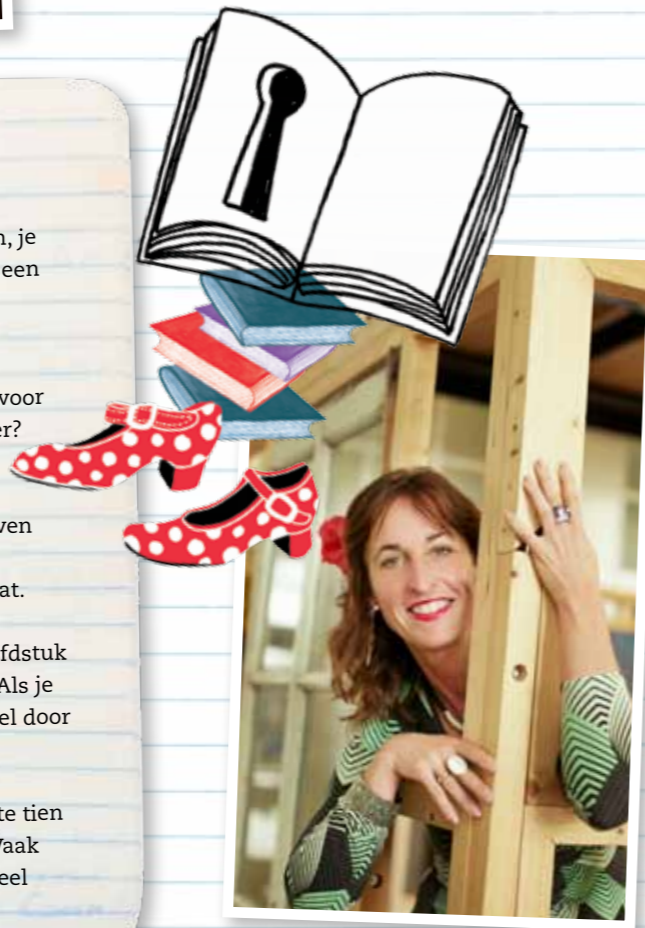 , je
een
voor
er?
ven
at.
fdstuk
Als je
el door
te tien
Vaak
eel